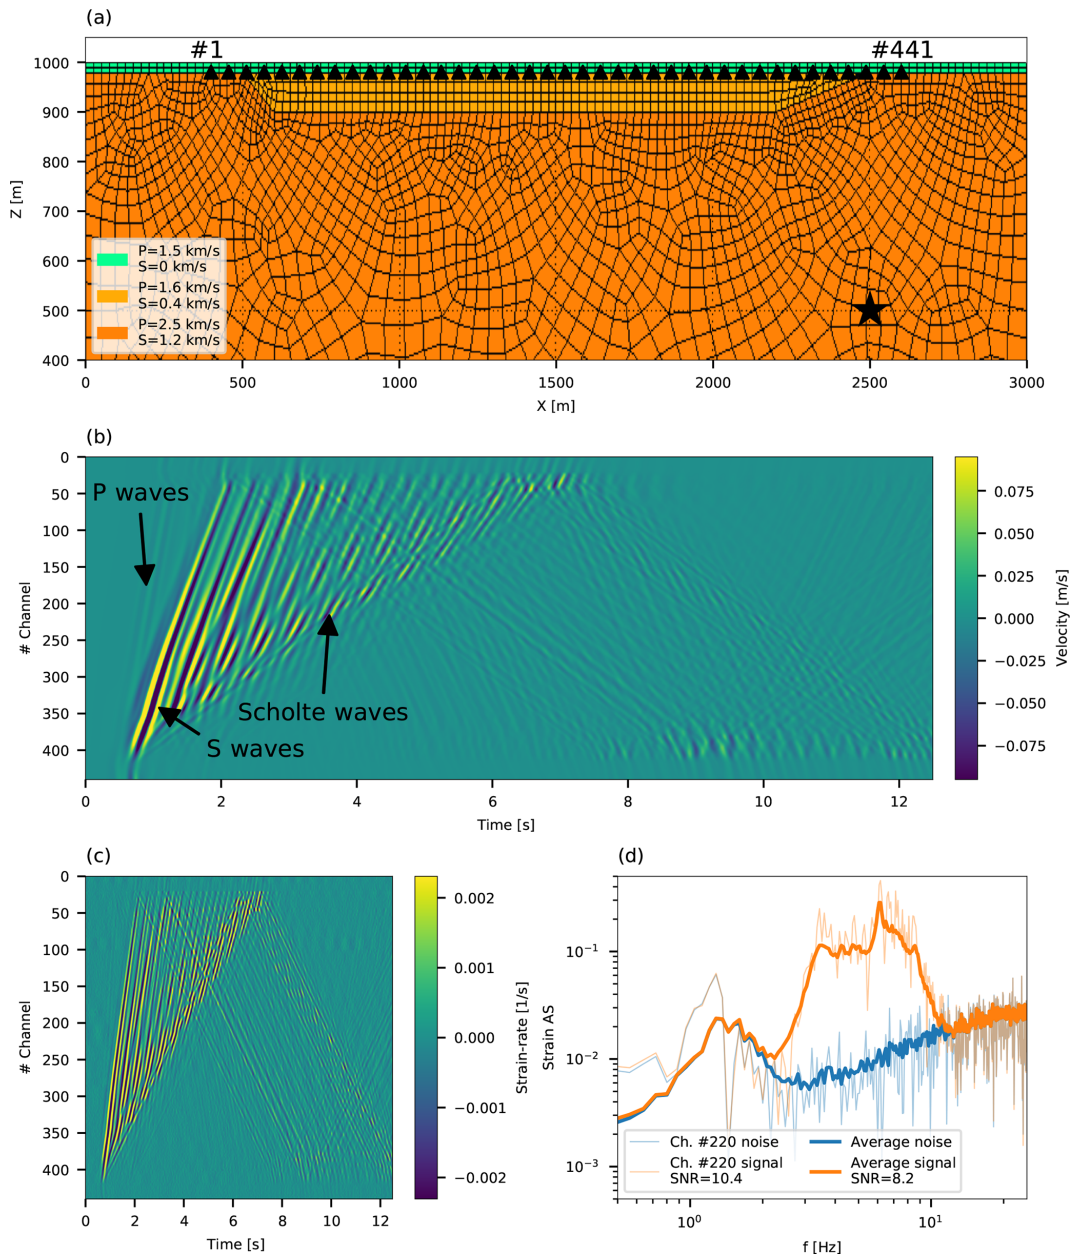 (a)
#1
#441
1000
900
800
700
600
500
400
Z [m]
P=1.5 km/s
S=0 km/s
P=1.6 km/s
S=0.4 km/s
P=2.5 km/s
S=1.2 km/s
0
500
1000
1500
2000
2500
3000
X [m]
(b)
0
50
100
150
200
250
300
350
400
# Channel
P waves
Scholte waves
S waves
0
2
4
6
8
10
12
Time [s]
0.075
0.050
0.025
0.000
−0.025
−0.050
−0.075
Velocity [m/s]
(c)
0
50
100
150
200
250
300
350
400
# Channel
0
2
4
6
8
10
12
Time [s]
0.002
0.001
0.000
−0.001
−0.002
Strain-rate [1/s]
(d)
10⁻¹
10⁻²
10⁻³
Strain AS
Ch. #220 noise
Ch. #220 signal
SNR=10.4
Average noise
Average signal
SNR=8.2
10⁰
10¹
f [Hz]